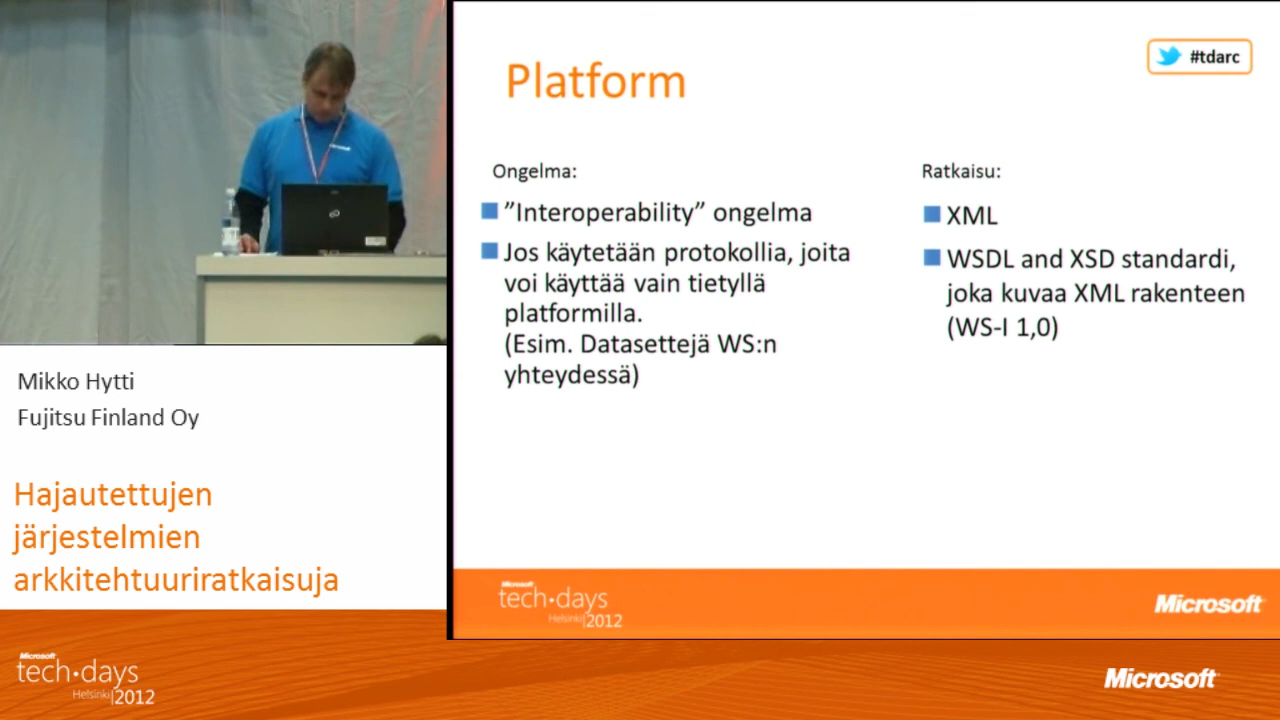 Platform
#tdarc
Ongelma:
”Interoperability” ongelma
Jos käytetään protokollia, joita
voi käyttää vain tietyllä
platformilla.
(Esim. Datasettejä WS:n
yhteydessä)
Ratkaisu:
XML
WSDL and XSD standardi,
joka kuvaa XML rakenteen
(WS-I 1,0)
Microsoft
tech·days
Helsinki|2012
Microsoft
Mikko Hytti
Fujitsu Finland Oy
Hajautettujen
järjestelmien
arkkitehtuuriratkaisuja
Microsoft
tech·days
Helsinki|2012
Microsoft